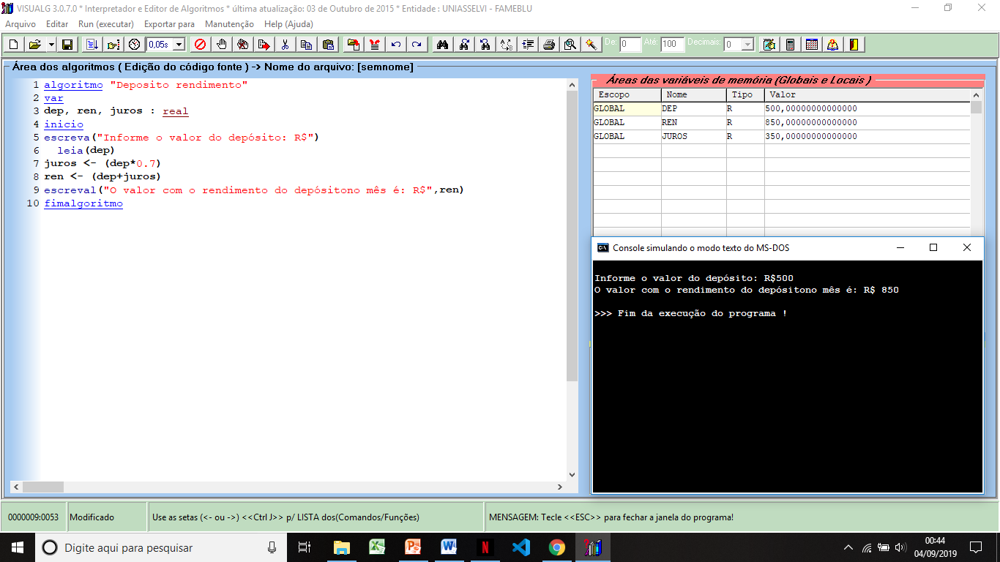 VISUALG 3.0.7.0 * Interpretador e Editor de Algoritmos * última atualização: 03 de Outubro de 2015 * Entidade : UNIASSELVI - FAMEBLU
Arquivo Editar Run (executar) Exportar para Manutenção Help (Ajuda)
0,05s De: 0 Até: 100 Decimais: 0
Área dos algoritmos ( Edição do código fonte ) -> Nome do arquivo: [semnome]
1 algoritmo "Deposito rendimento"
2 var
3 dep, ren, juros : real
4 inicio
5 escreva("Informe o valor do depósito: R$")
6 leia(dep)
7 juros <- (dep*0.7)
8 ren <- (dep+juros)
9 escreval("O valor com o rendimento do depósitono mês é: R$",ren)
10 fimalgoritmo
Áreas das variáveis de memória (Globais e Locais )
Escopo Nome Tipo Valor
GLOBAL DEP R 500,00000000000000
GLOBAL REN R 850,00000000000000
GLOBAL JUROS R 350,00000000000000
C:\ Console simulando o modo texto do MS-DOS
Informe o valor do depósito: R$500
O valor com o rendimento do depósitono mês é: R$ 850
>>> Fim da execução do programa !
0000009:0053 Modificado Use as setas (<- ou ->) <<Ctrl J>> p/ LISTA dos(Comandos/Funções) MENSAGEM: Tecle <<ESC>> para fechar a janela do programa!
Digite aqui para pesquisar
00:44
04/09/2019